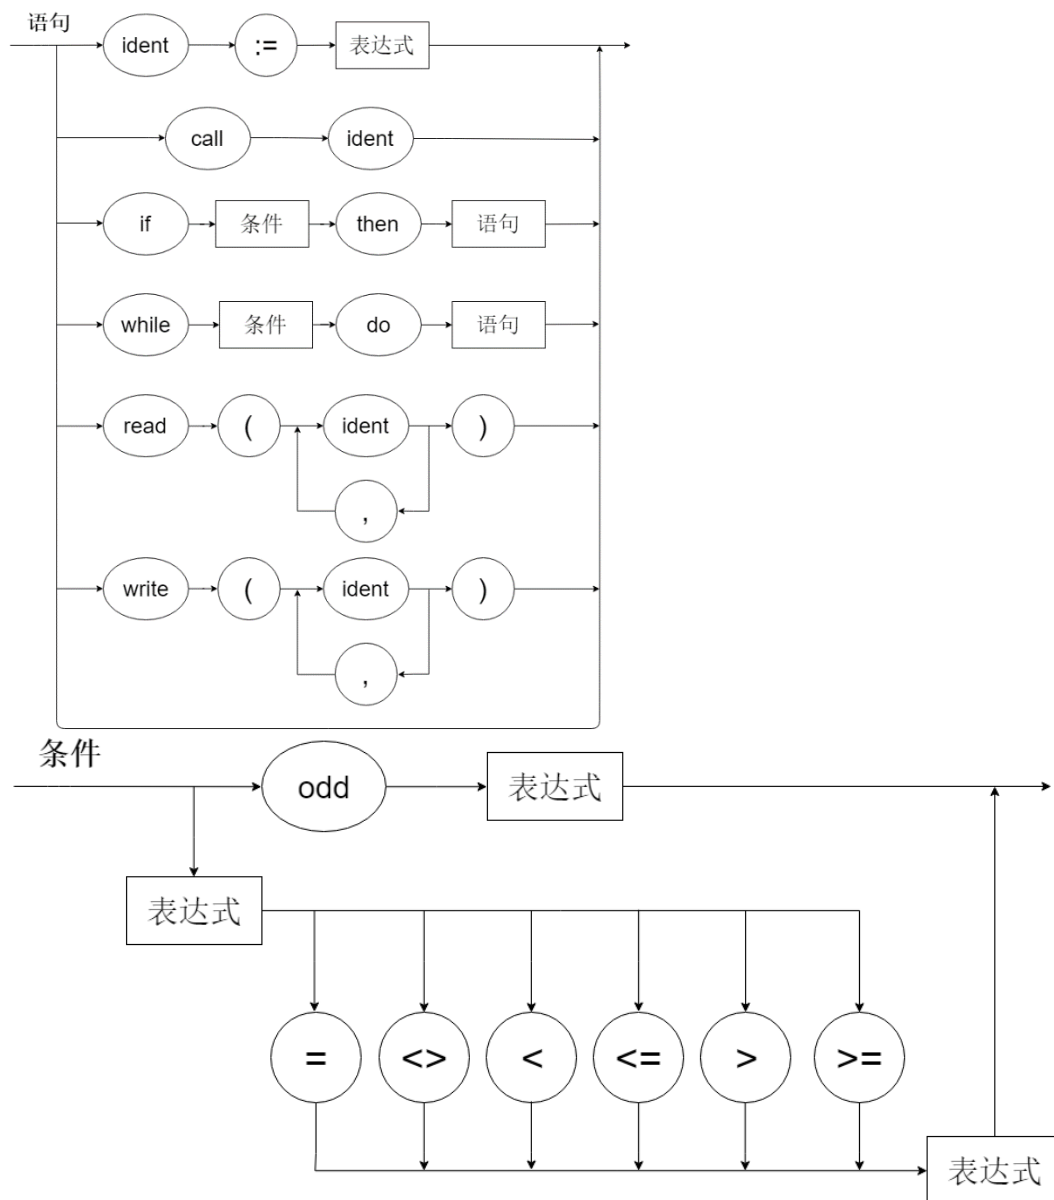 语句
ident := 表达式
call ident
if 条件 then 语句
while 条件 do 语句
read ( ident )
,
write ( ident )
,
条件
odd 表达式
表达式
= <> < <= > >=
表达式